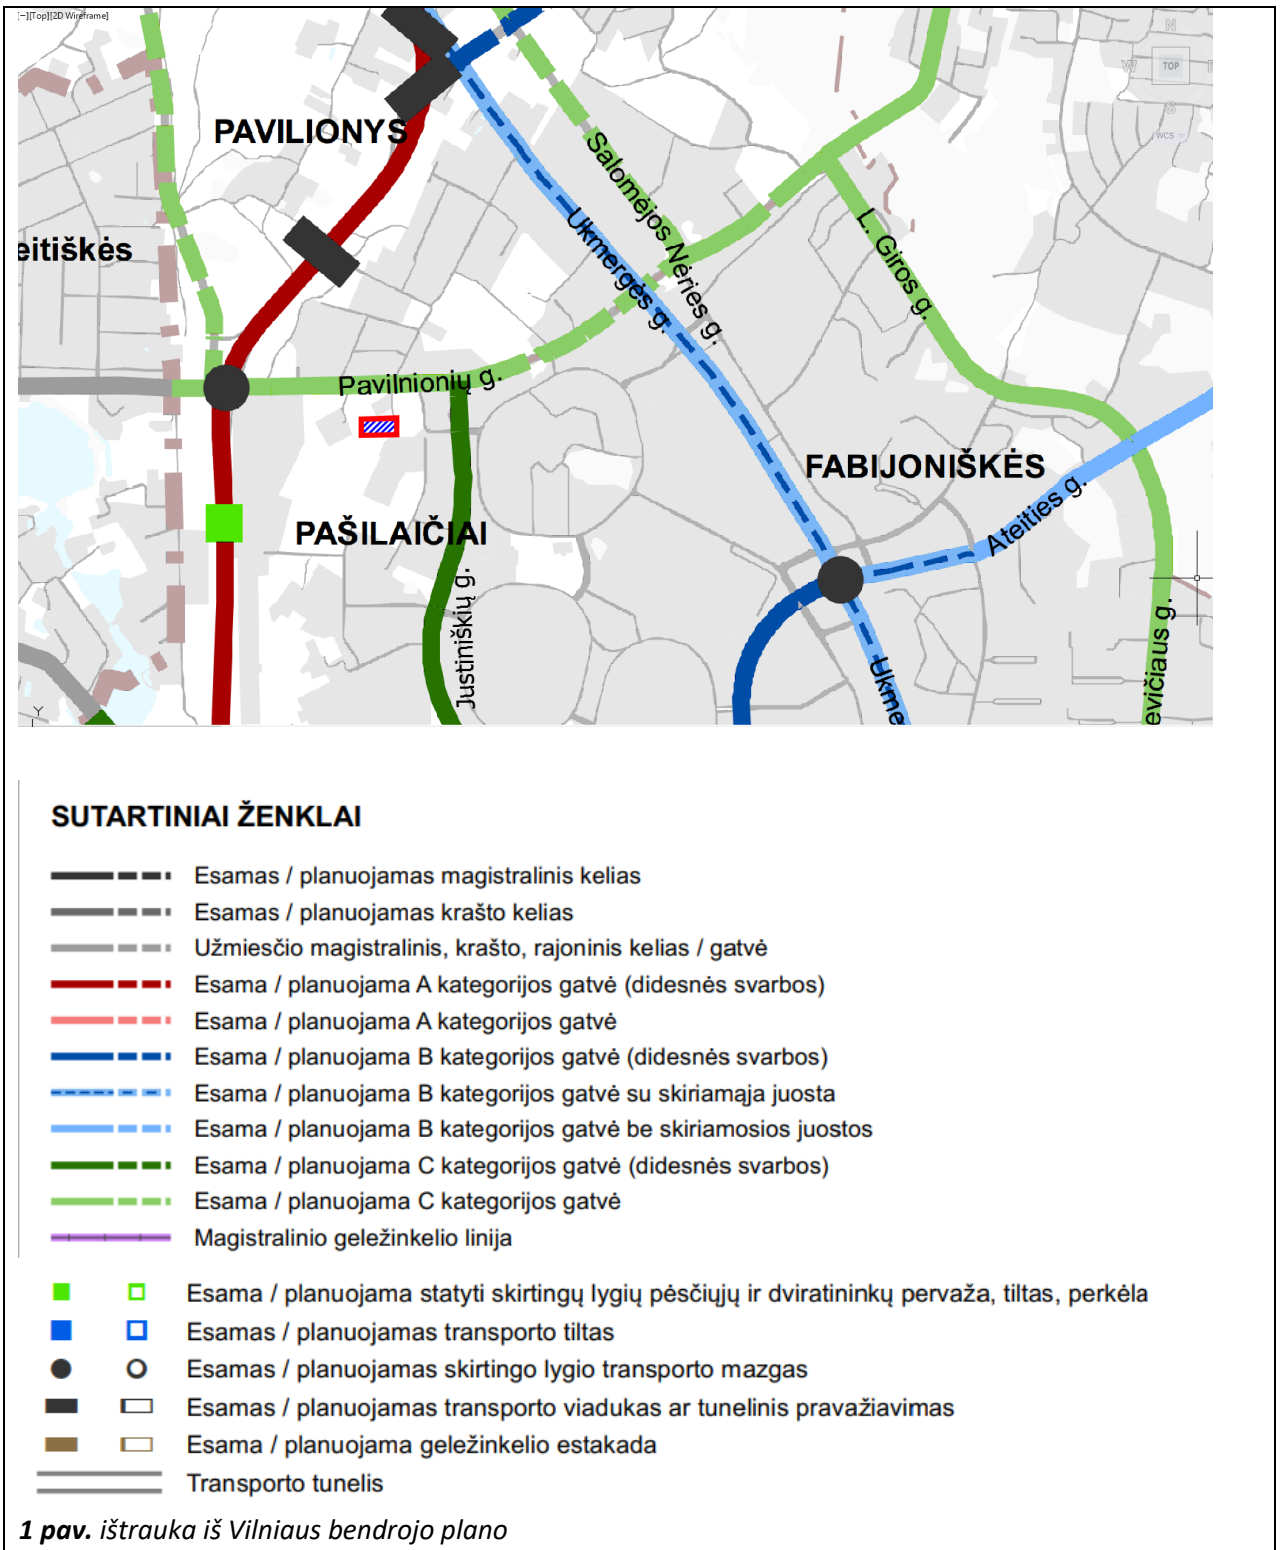 [−][Top][2D Wireframe]
N
W
TOP
E
S
WCS
PAVILIONYS
eitiškės
Salomėjos Nėries g.
Ukmergės g.
L. Giros g.
Pavilnionių g.
FABIJONIŠKĖS
Ateities g.
PAŠILAIČIAI
Justiniškių g.
evičiaus g.
Ukme
Y
SUTARTINIAI ŽENKLAI
Esamas / planuojamas magistralinis kelias
Esamas / planuojamas krašto kelias
Užmiesčio magistralinis, krašto, rajoninis kelias / gatvė
Esama / planuojama A kategorijos gatvė (didesnės svarbos)
Esama / planuojama A kategorijos gatvė
Esama / planuojama B kategorijos gatvė (didesnės svarbos)
Esama / planuojama B kategorijos gatvė su skiriamąja juosta
Esama / planuojama B kategorijos gatvė be skiriamosios juostos
Esama / planuojama C kategorijos gatvė (didesnės svarbos)
Esama / planuojama C kategorijos gatvė
Magistralinio geležinkelio linija
Esama / planuojama statyti skirtingų lygių pėsčiųjų ir dviratininkų pervaža, tiltas, perkėla
Esamas / planuojamas transporto tiltas
Esamas / planuojamas skirtingo lygio transporto mazgas
Esamas / planuojamas transporto viadukas ar tunelinis pravažiavimas
Esama / planuojama geležinkelio estakada
Transporto tunelis
1 pav. ištrauka iš Vilniaus bendrojo plano